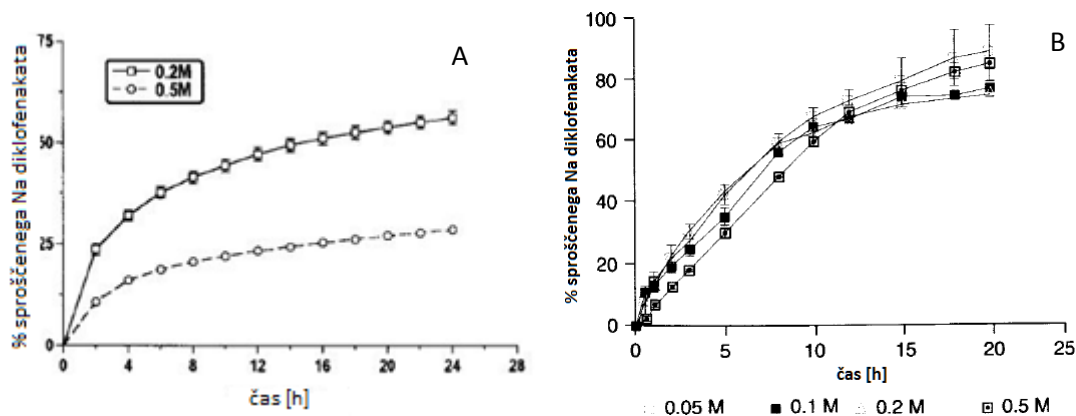 A
75
50
25
0
0.2M
0.5M
0 4 8 12 16 20 24 28
% sproščenega Na diklofenakata
čas [h]
B
100
80
60
40
20
0
0 5 10 15 20 25
% sproščenega Na diklofenakata
čas [h]
0.05 M 0.1 M 0.2 M 0.5 M